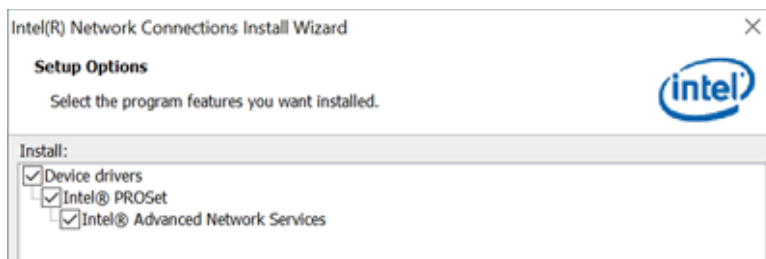 Intel(R) Network Connections Install Wizard
Setup Options
Select the program features you want installed.
intel
Install:
Device drivers
Intel® PROSet
Intel® Advanced Network Services